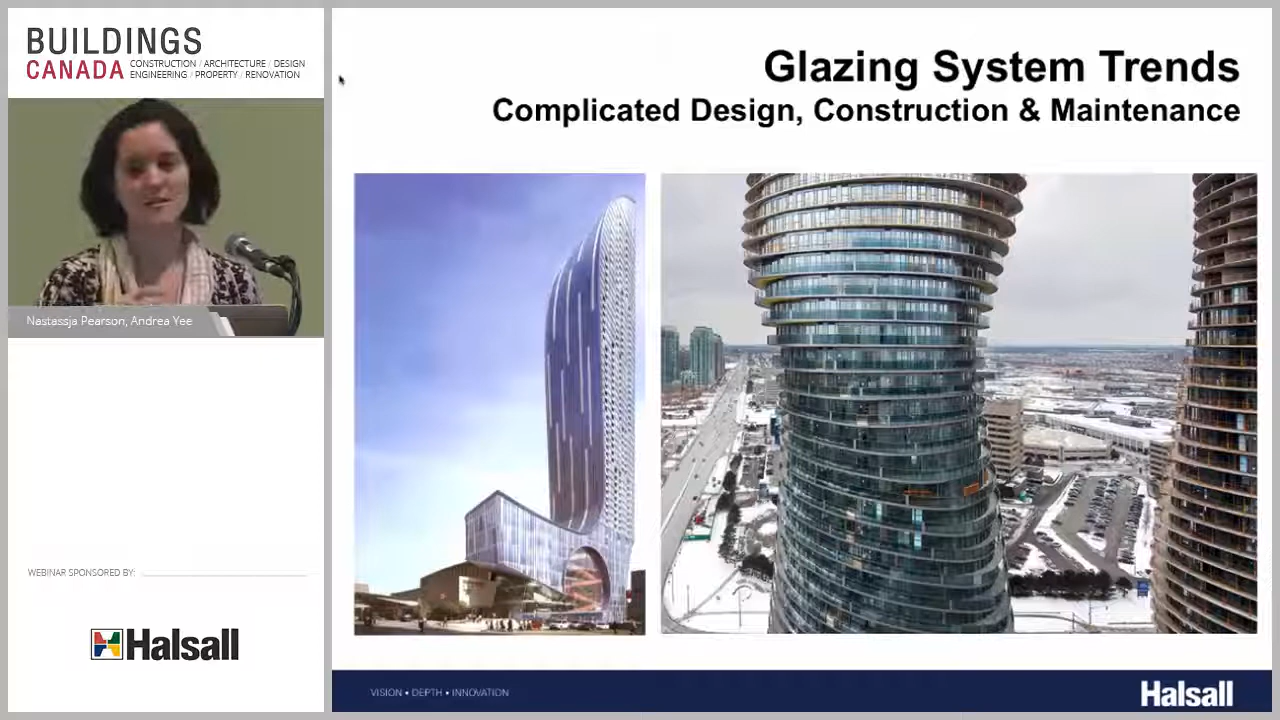 BUILDINGS
CANADA
CONSTRUCTION / ARCHITECTURE / DESIGN
ENGINEERING / PROPERTY / RENOVATION
Nastassja Pearson, Andrea Yee
WEBINAR SPONSORED BY:
Halsall
Glazing System Trends
Complicated Design, Construction & Maintenance
VISION • DEPTH • INNOVATION
Halsall